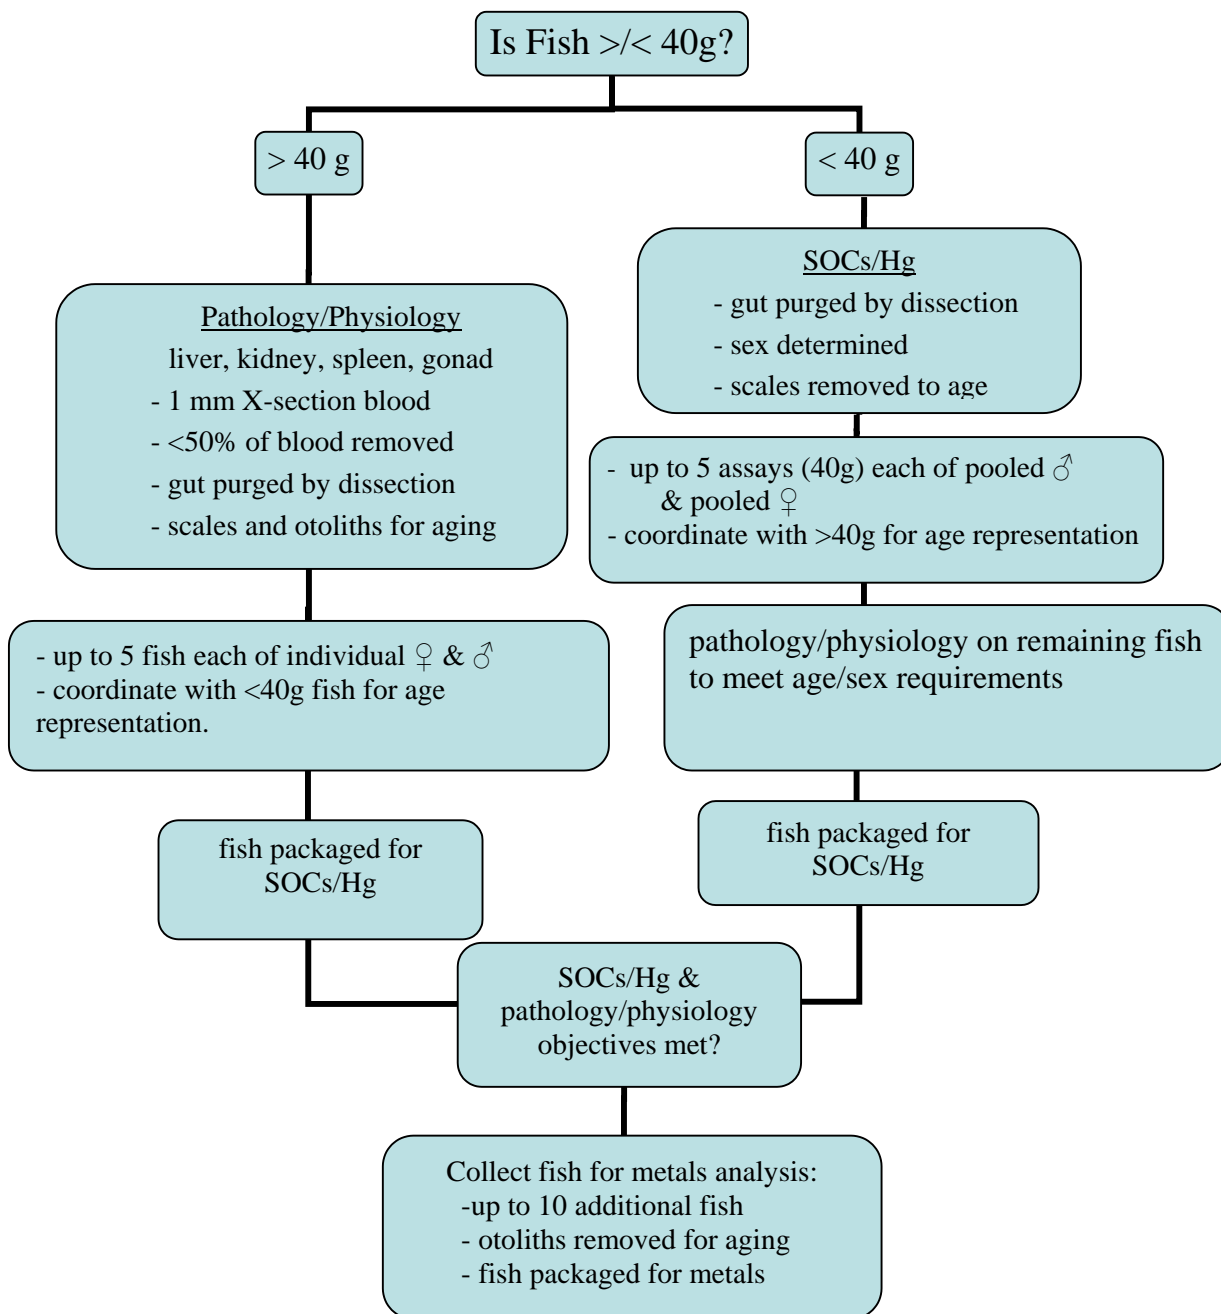 Is Fish >/< 40g?
> 40 g
< 40 g
Pathology/Physiology
liver, kidney, spleen, gonad
- 1 mm X-section blood
- <50% of blood removed
- gut purged by dissection
- scales and otoliths for aging
SOCs/Hg
- gut purged by dissection
- sex determined
- scales removed to age
- up to 5 assays (40g) each of pooled ♂
& pooled ♀
- coordinate with >40g for age representation
- up to 5 fish each of individual ♀ & ♂
- coordinate with <40g fish for age
representation.
pathology/physiology on remaining fish
to meet age/sex requirements
fish packaged for
SOCs/Hg
fish packaged for
SOCs/Hg
SOCs/Hg &
pathology/physiology
objectives met?
Collect fish for metals analysis:
-up to 10 additional fish
- otoliths removed for aging
- fish packaged for metals